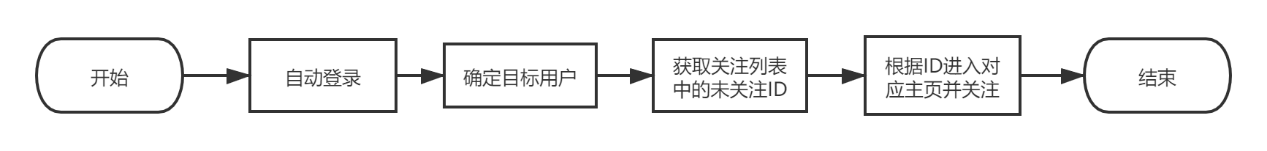 开始
自动登录
确定目标用户
获取关注列表
中的未关注ID
根据ID进入对
应主页并关注
结束